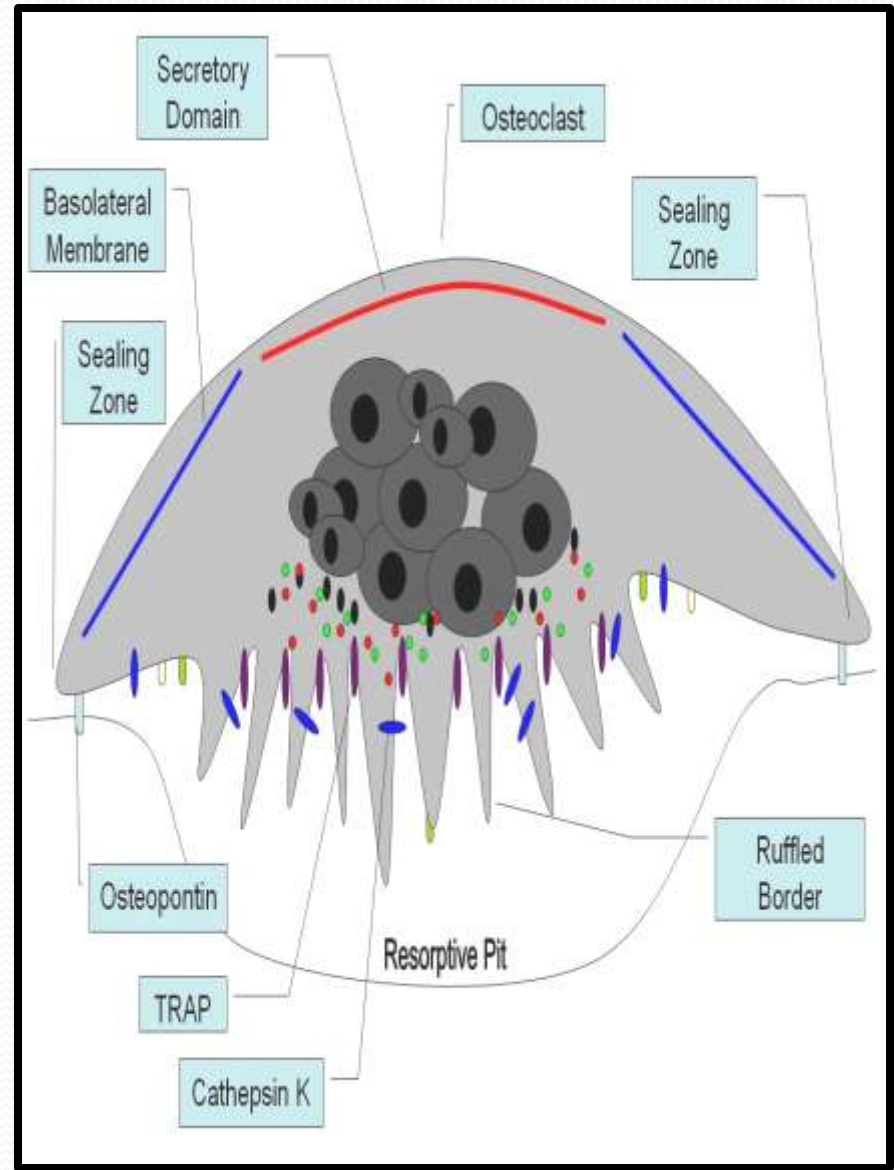 Secretory
Domain
Osteoclast
Basolateral
Membrane
Sealing
Zone
Sealing
Zone
Ruffled
Border
Osteopontin
Resorptive Pit
TRAP
Cathepsin K